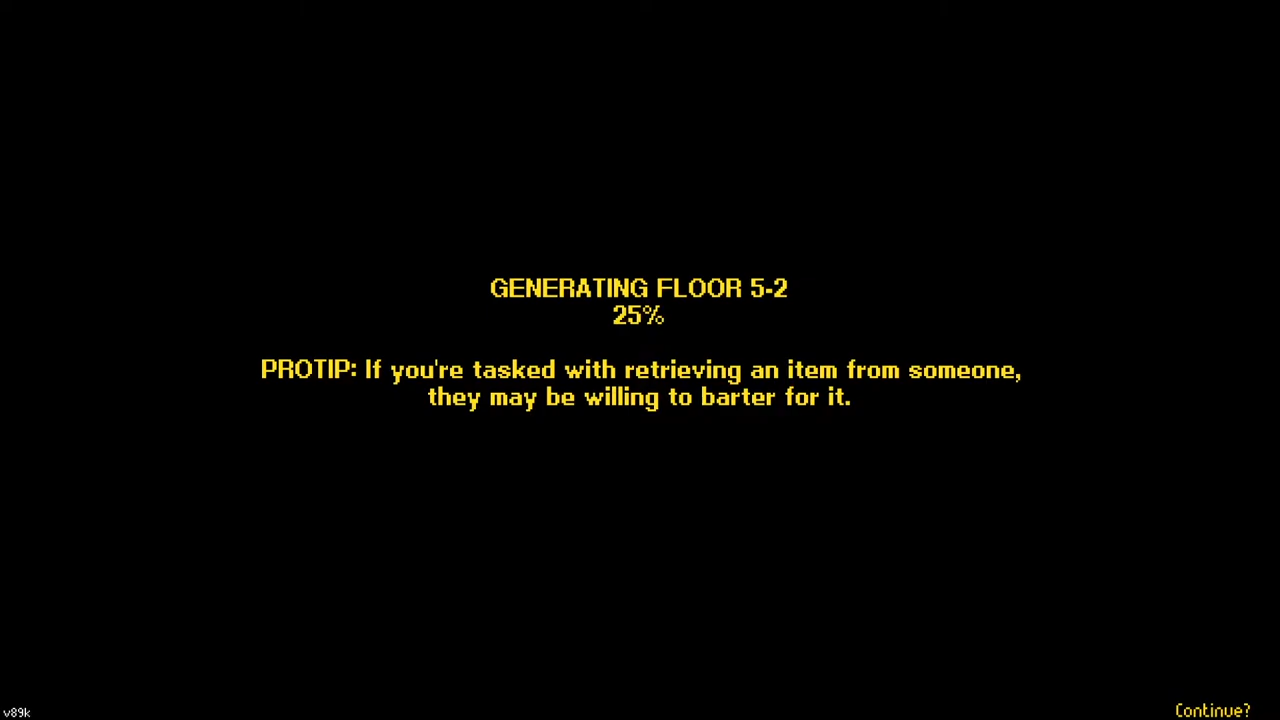 GENERATING FLOOR 5-2
25%
PROTIP: If you're tasked with retrieving an item from someone,
they may be willing to barter for it.
v89k
Continue?